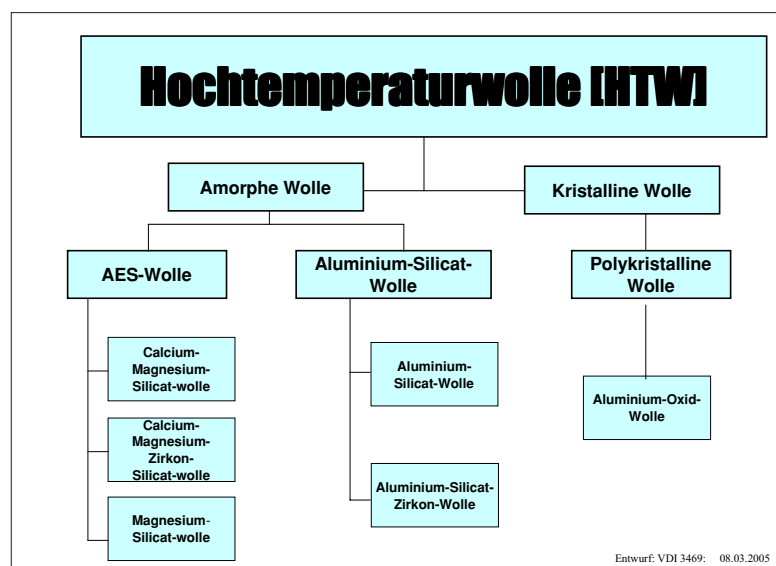 Hochtemperaturwolle [HTW]
Amorphe Wolle
Kristalline Wolle
AES-Wolle
Aluminium-Silicat-
Wolle
Polykristalline
Wolle
Calcium-
Magnesium-
Silicat-wolle
Calcium-
Magnesium-
Zirkon-
Silicat-wolle
Magnesium-
Silicat-wolle
Aluminium-
Silicat-Wolle
Aluminium-Silicat-
Zirkon-Wolle
Aluminium-Oxid-
Wolle
Entwurf: VDI 3469: 08.03.2005